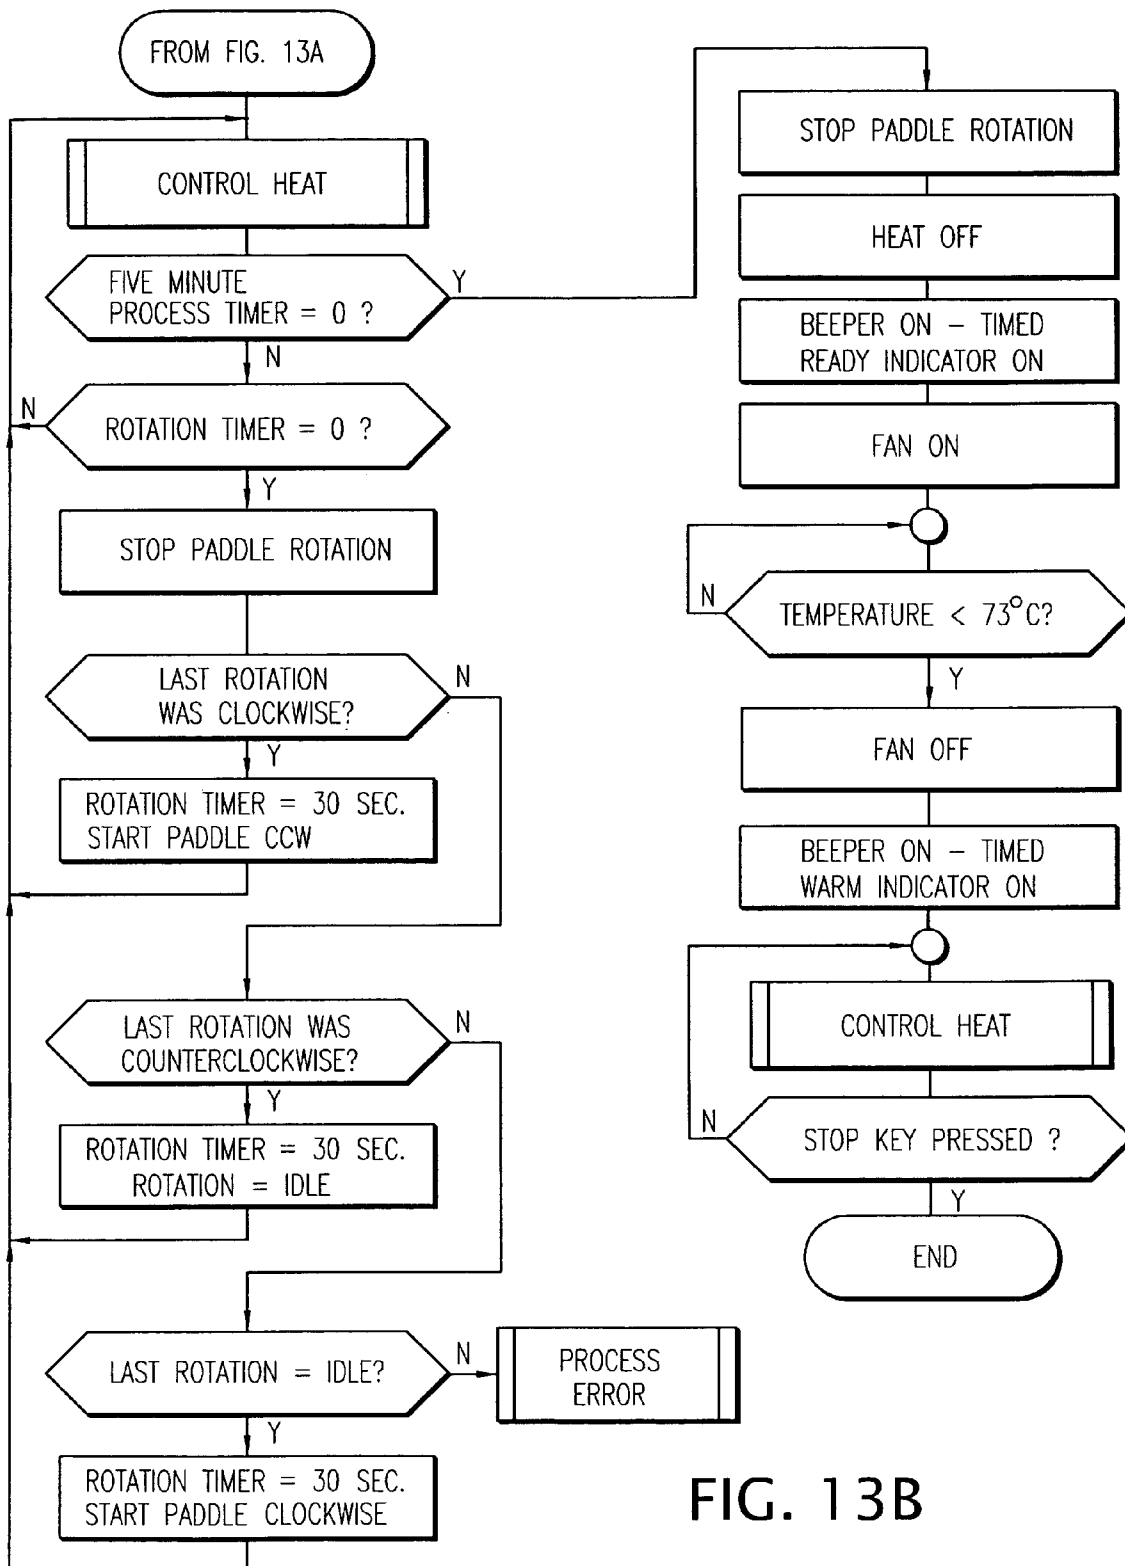 FROM FIG. 13A
CONTROL HEAT
FIVE MINUTE
PROCESS TIMER = 0 ?
Y
N
ROTATION TIMER = 0 ?
N
Y
STOP PADDLE ROTATION
LAST ROTATION
WAS CLOCKWISE?
N
Y
ROTATION TIMER = 30 SEC.
START PADDLE CCW
LAST ROTATION WAS
COUNTERCLOCKWISE?
N
Y
ROTATION TIMER = 30 SEC.
ROTATION = IDLE
LAST ROTATION = IDLE?
N
PROCESS
ERROR
Y
ROTATION TIMER = 30 SEC.
START PADDLE CLOCKWISE
STOP PADDLE ROTATION
HEAT OFF
BEEPER ON – TIMED
READY INDICATOR ON
FAN ON
TEMPERATURE < 73°C?
N
Y
FAN OFF
BEEPER ON – TIMED
WARM INDICATOR ON
CONTROL HEAT
STOP KEY PRESSED ?
N
Y
END
FIG. 13B